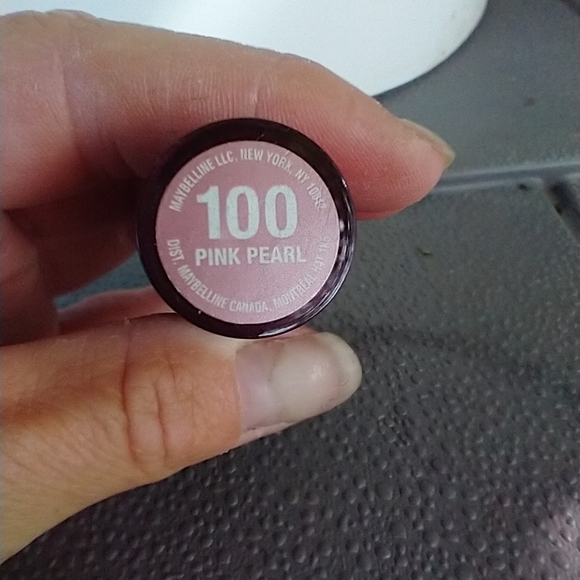 MAYBELLINE LLC, NEW YORK, NY
100
PINK PEARL
DIST. MAYBELLINE CANADA, MONTREAL